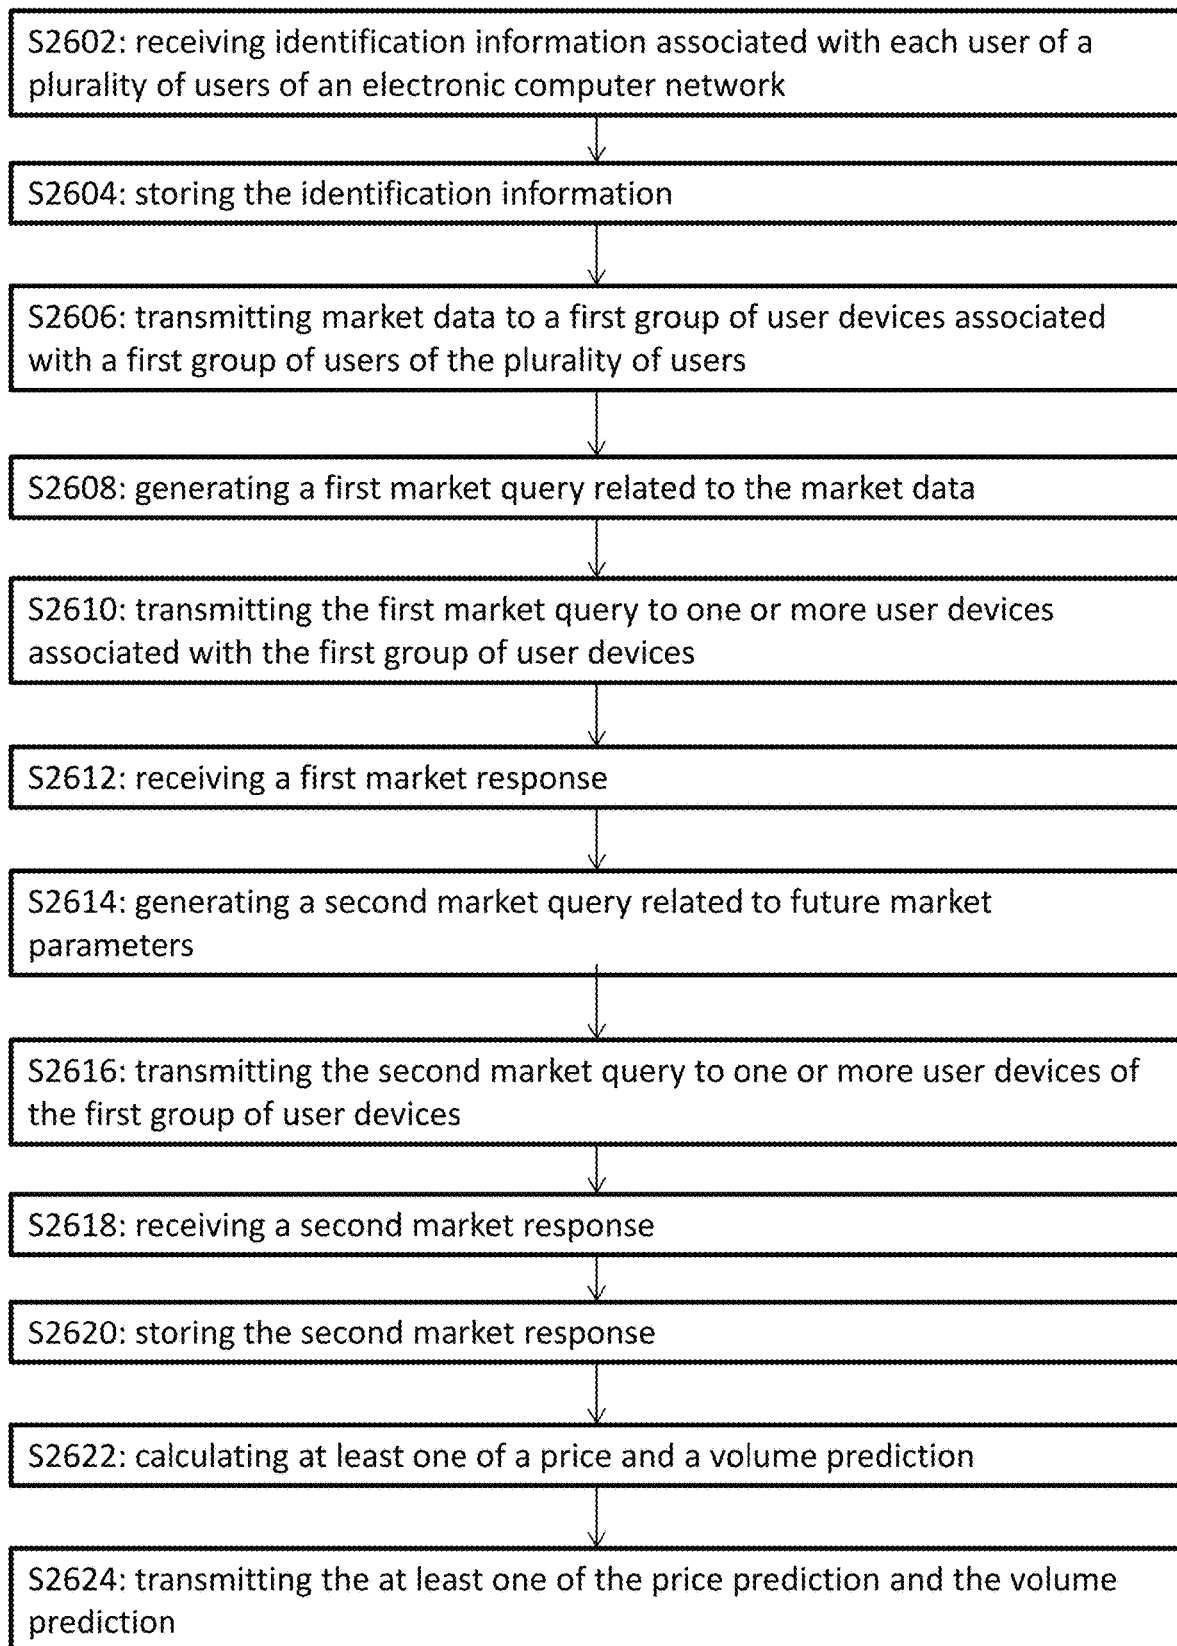 S2602: receiving identification information associated with each user of a
plurality of users of an electronic computer network
S2604: storing the identification information
S2606: transmitting market data to a first group of user devices associated
with a first group of users of the plurality of users
S2608: generating a first market query related to the market data
S2610: transmitting the first market query to one or more user devices
associated with the first group of user devices
S2612: receiving a first market response
S2614: generating a second market query related to future market
parameters
S2616: transmitting the second market query to one or more user devices of
the first group of user devices
S2618: receiving a second market response
S2620: storing the second market response
S2622: calculating at least one of a price and a volume prediction
S2624: transmitting the at least one of the price prediction and the volume
prediction